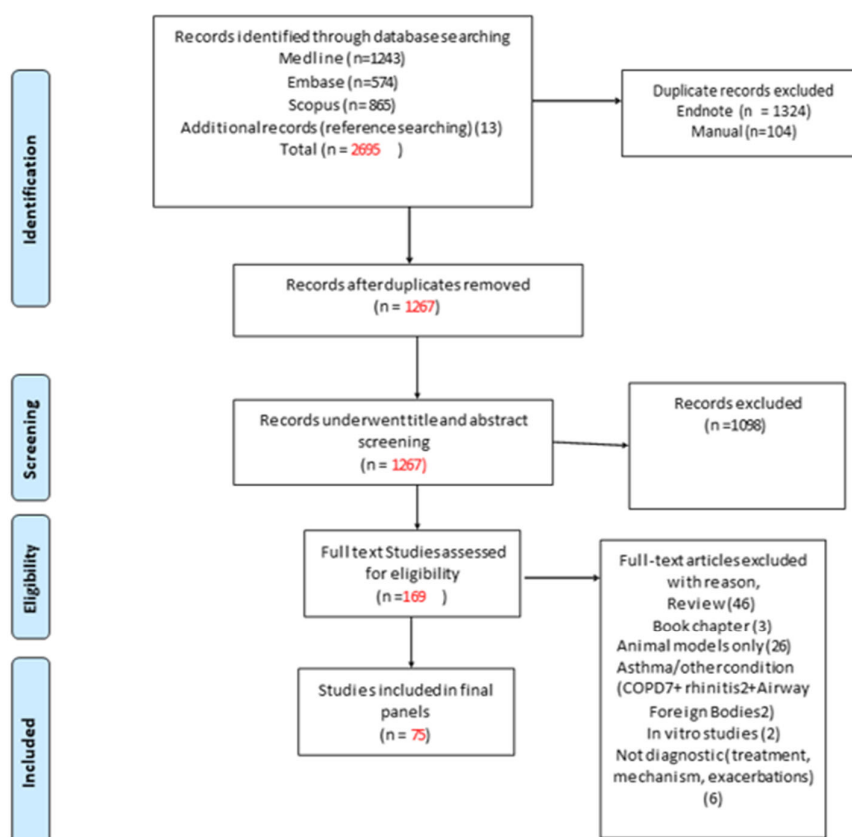 Records identified through database searching
Medline (n=1243)
Embase (n=574)
Scopus (n= 865)
Additional records (reference searching) (13)
Total (n = 2695 )
Duplicate records excluded
Endnote (n = 1324)
Manual (n=104)
Identification
Records after duplicates removed
(n = 1267)
Screening
Records underwent title and abstract
screening
(n = 1267)
Records excluded
(n =1098)
Eligibility
Full text Studies assessed
for eligibility
(n =169 )
Full-text articles excluded
with reason,
Review (46)
Book chapter (3)
Animal models only (26)
Asthma/other condition
(COPD7+ rhinitis2+Airway
Foreign Bodies2)
In vitro studies (2)
Not diagnostic( treatment,
mechanism, exacerbations)
(6)
Included
Studies included in final
panels
(n = 75)